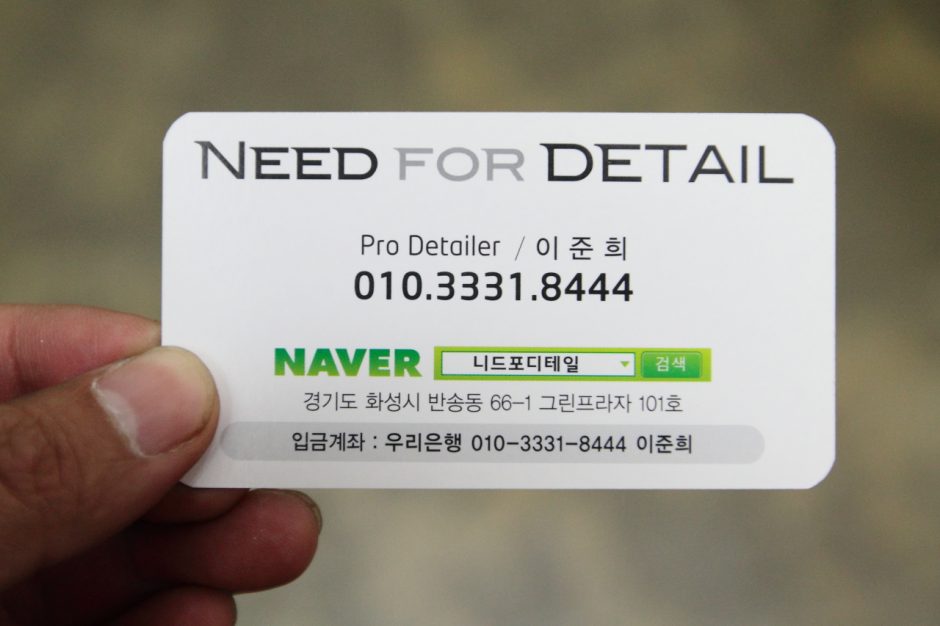 NEED FOR DETAIL
Pro Detailer / 이 준 희
010.3331.8444
NAVER 니드포디테일 검색
경기도 화성시 반송동 66-1 그린프라자 101호
입금계좌 : 우리은행 010-3331-8444 이준희